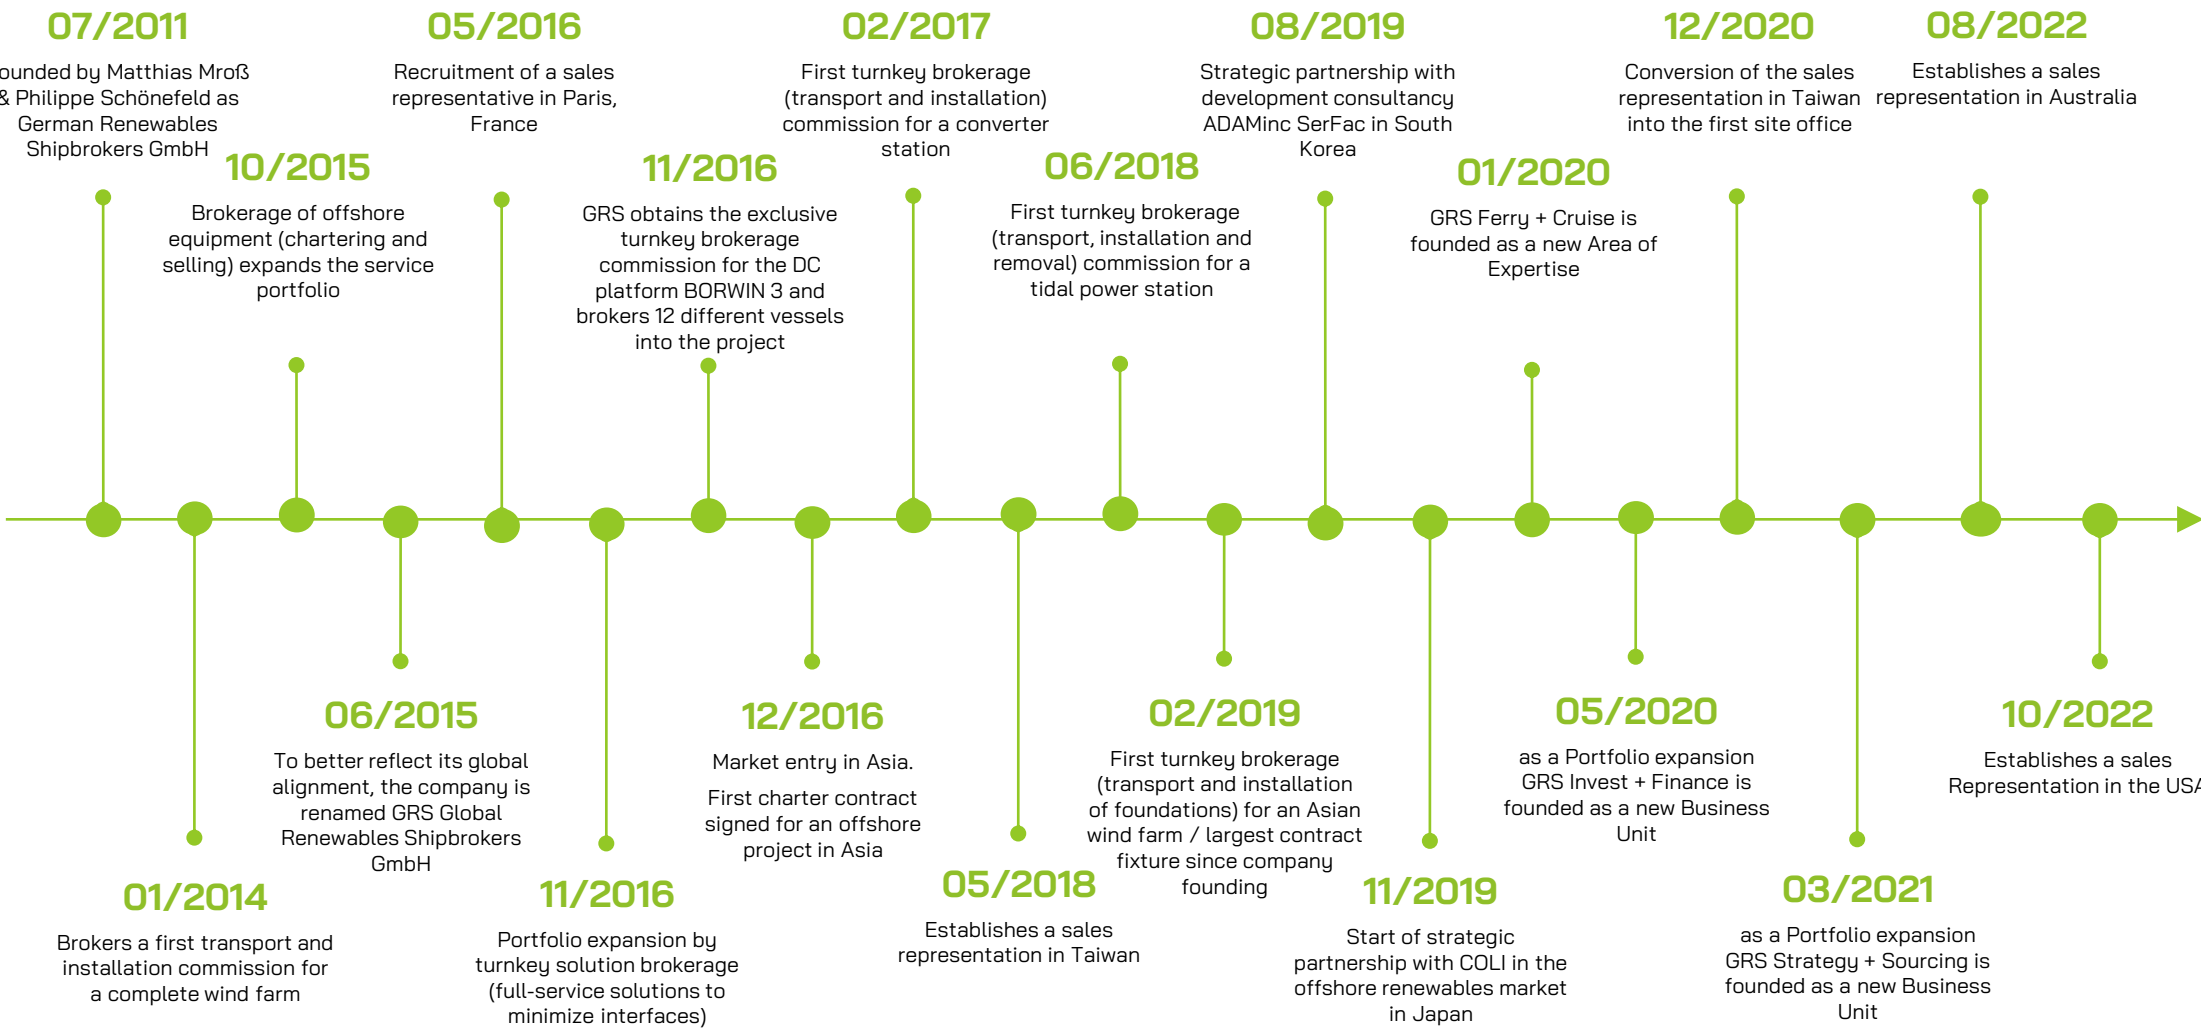 07/2011
ounded by Matthias Mroß
& Philippe Schönefeld as
German Renewables
Shipbrokers GmbH
01/2014
Brokers a first transport and
installation commission for
a complete wind farm
10/2015
Brokerage of offshore
equipment (chartering and
selling) expands the service
portfolio
06/2015
To better reflect its global
alignment, the company is
renamed GRS Global
Renewables Shipbrokers
GmbH
05/2016
Recruitment of a sales
representative in Paris,
France
11/2016
Portfolio expansion by
turnkey solution brokerage
(full-service solutions to
minimize interfaces)
11/2016
GRS obtains the exclusive
turnkey brokerage
commission for the DC
platform BORWIN 3 and
brokers 12 different vessels
into the project
12/2016
Market entry in Asia.
First charter contract
signed for an offshore
project in Asia
02/2017
First turnkey brokerage
(transport and installation)
commission for a converter
station
05/2018
Establishes a sales
representation in Taiwan
06/2018
First turnkey brokerage
(transport, installation and
removal) commission for a
tidal power station
02/2019
First turnkey brokerage
(transport and installation
of foundations) for an Asian
wind farm / largest contract
fixture since company
founding
08/2019
Strategic partnership with
development consultancy
ADAMinc SerFac in South
Korea
11/2019
Start of strategic
partnership with COLI in the
offshore renewables market
in Japan
01/2020
GRS Ferry + Cruise is
founded as a new Area of
Expertise
05/2020
as a Portfolio expansion
GRS Invest + Finance is
founded as a new Business
Unit
12/2020
Conversion of the sales
representation in Taiwan
into the first site office
03/2021
as a Portfolio expansion
GRS Strategy + Sourcing is
founded as a new Business
Unit
08/2022
Establishes a sales
representation in Australia
10/2022
Establishes a sales
Representation in the USA